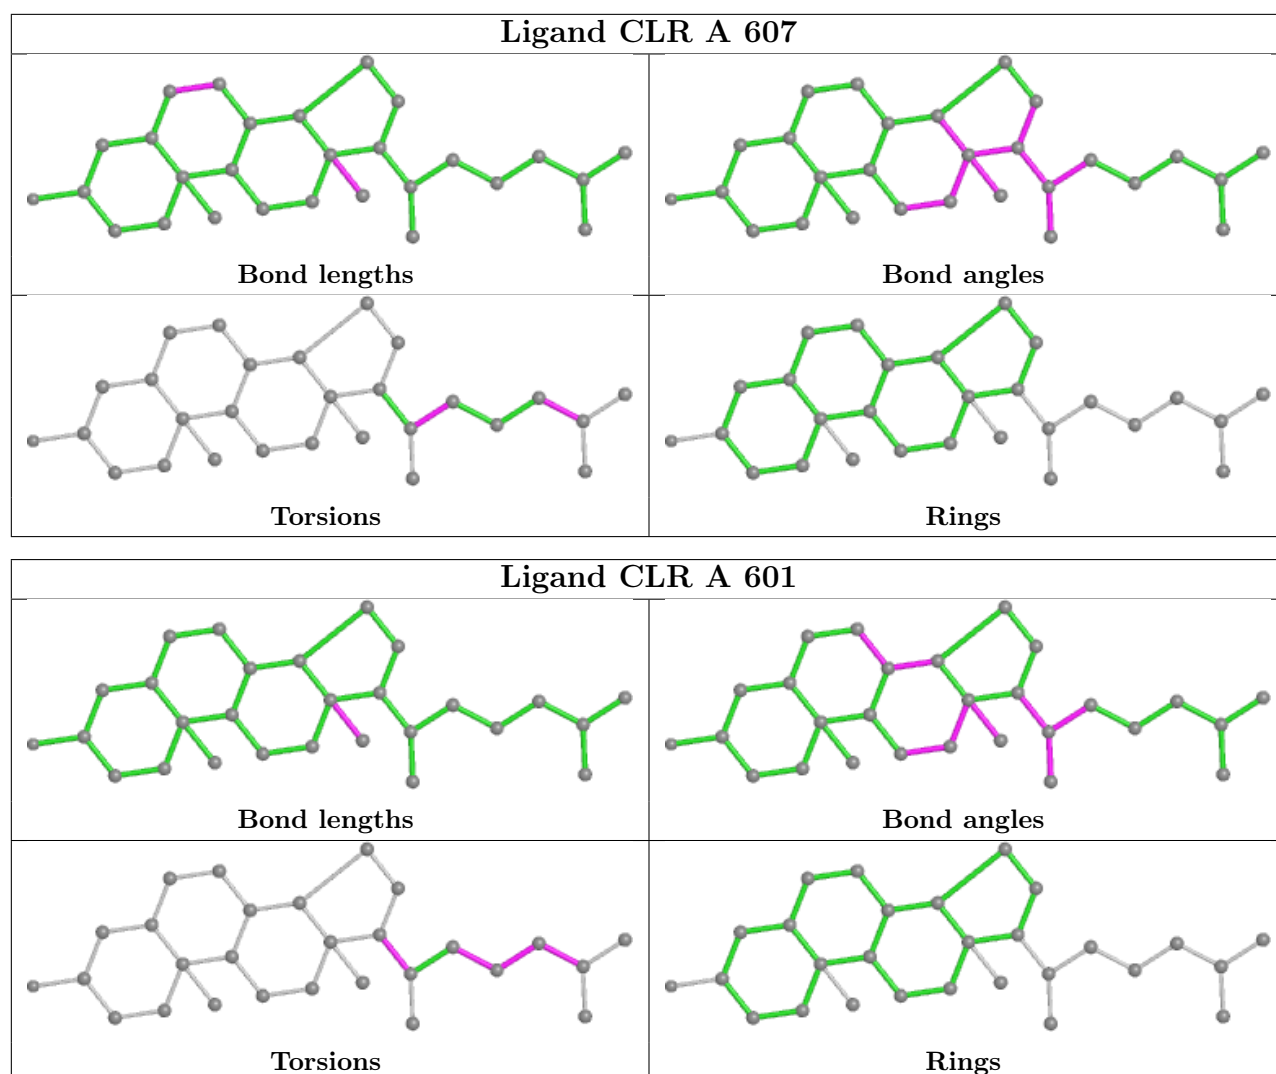 Ligand CLR A 607
Bond lengths
Bond angles
Torsions
Rings
Ligand CLR A 601
Bond lengths
Bond angles
Torsions
Rings